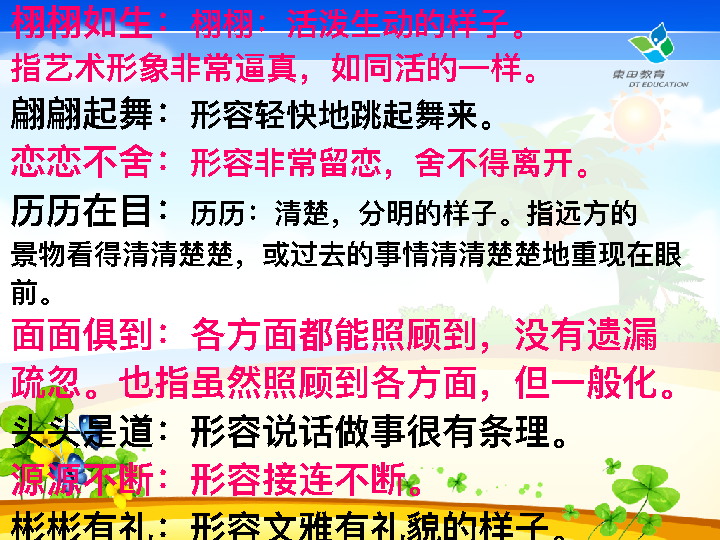 栩栩如生：栩栩：活泼生动的样子。
指艺术形象非常逼真，如同活的一样。
翩翩起舞：形容轻快地跳起舞来。
恋恋不舍：形容非常留恋，舍不得离开。
历历在目：历历：清楚，分明的样子。指远方的
景物看得清清楚楚，或过去的事情清清楚楚地重现在眼
前。
面面俱到：各方面都能照顾到，没有遗漏
疏忽。也指虽然照顾到各方面，但一般化。
头头是道：形容说话做事很有条理。
源源不断：形容接连不断。
彬彬有礼：形容文雅有礼貌的样子。
東田教育
DT EDUCATION